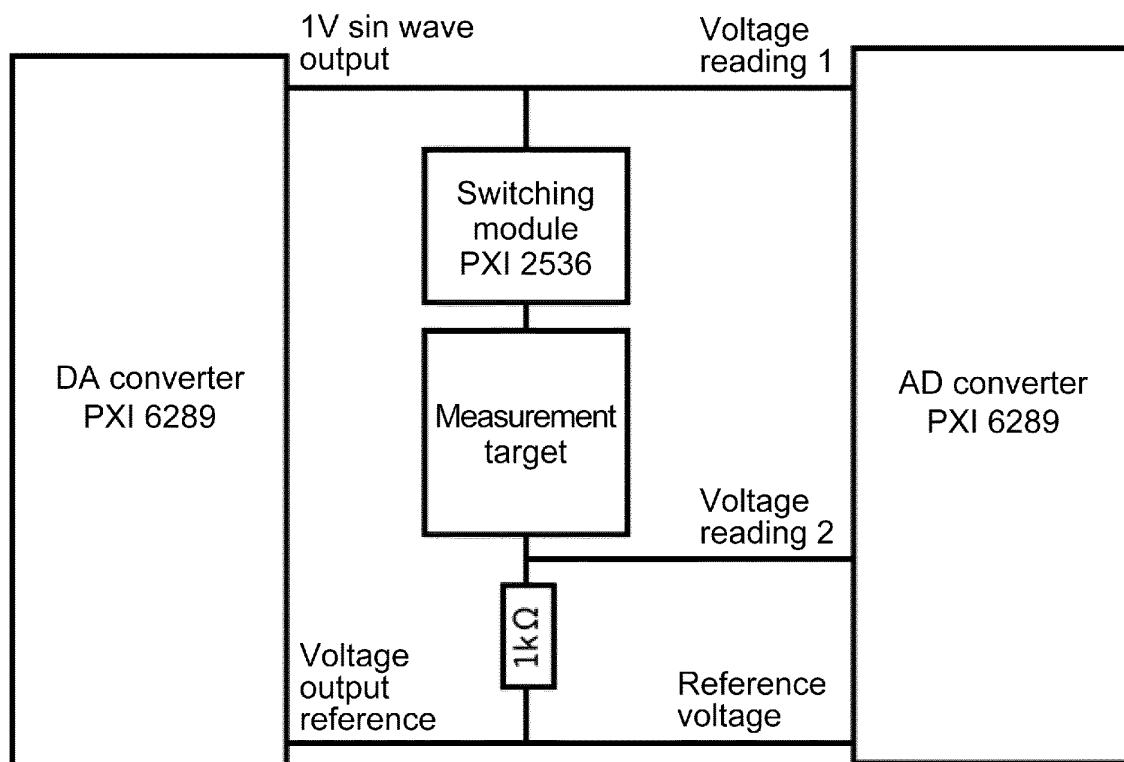 1V sin wave
output
Voltage
reading 1
Switching
module
PXI 2536
DA converter
PXI 6289
Measurement
target
AD converter
PXI 6289
Voltage
reading 2
1kΩ
Voltage
output
reference
Reference
voltage